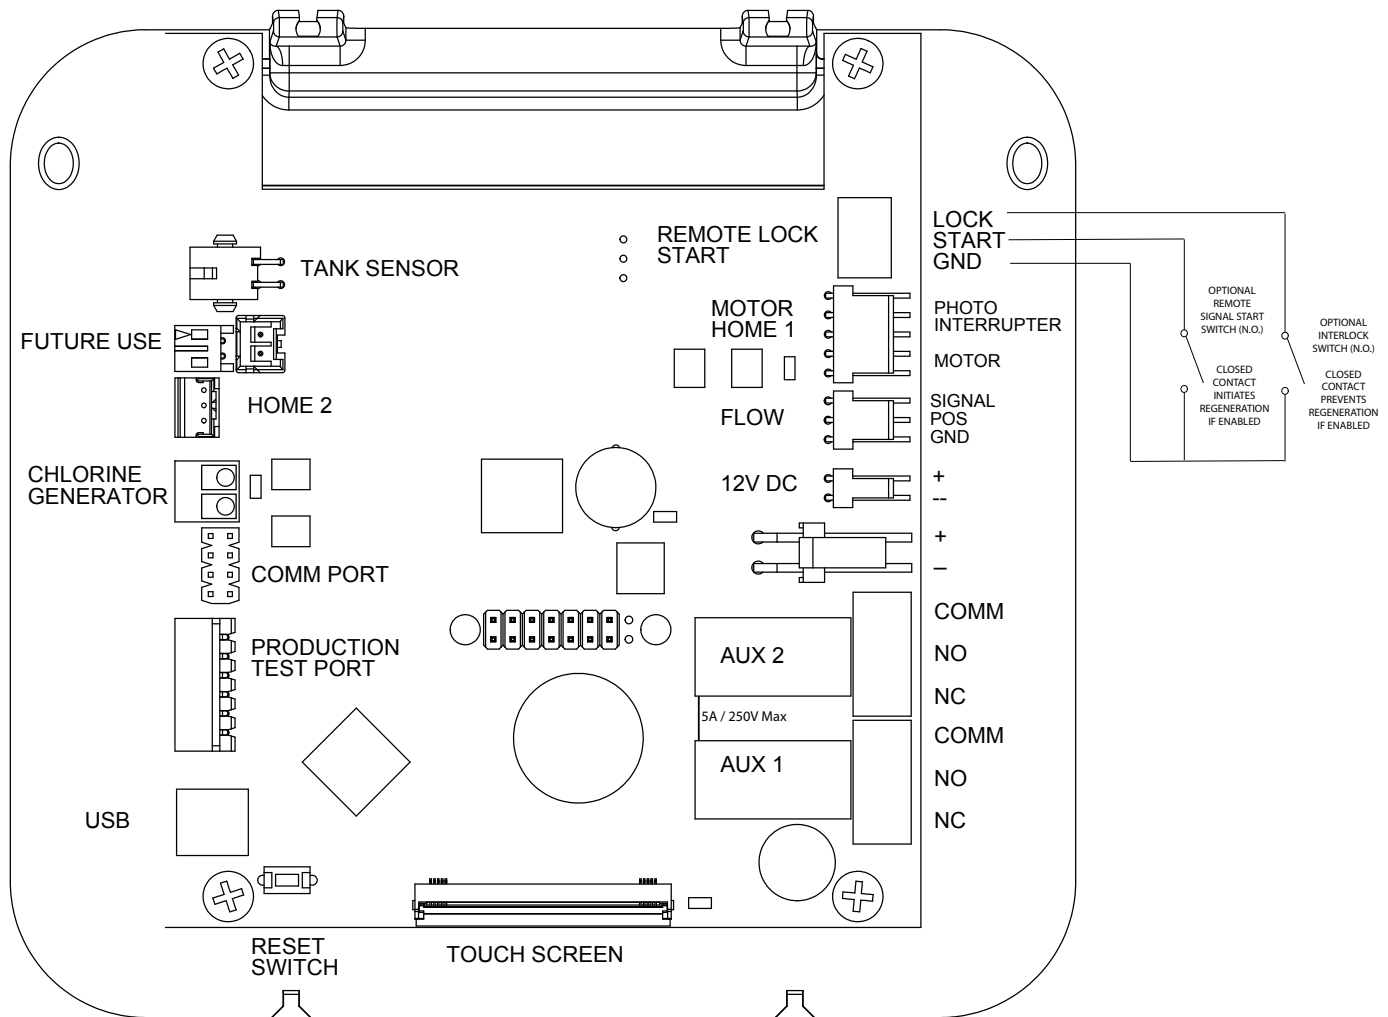 REMOTE LOCK
START
LOCK
START
GND
TANK SENSOR
FUTURE USE
HOME 2
CHLORINE
GENERATOR
COMM PORT
PRODUCTION
TEST PORT
USB
RESET
SWITCH
TOUCH SCREEN
MOTOR
HOME 1
PHOTO
INTERRUPTER
MOTOR
FLOW
SIGNAL
POS
GND
12V DC
+
--
+
–
AUX 2
COMM
NO
NC
5A / 250V Max
AUX 1
COMM
NO
NC
OPTIONAL
REMOTE
SIGNAL START
SWITCH (N.O.)
CLOSED
CONTACT
INITIATES
REGENERATION
IF ENABLED
OPTIONAL
INTERLOCK
SWITCH (N.O.)
CLOSED
CONTACT
PREVENTS
REGENERATION
IF ENABLED